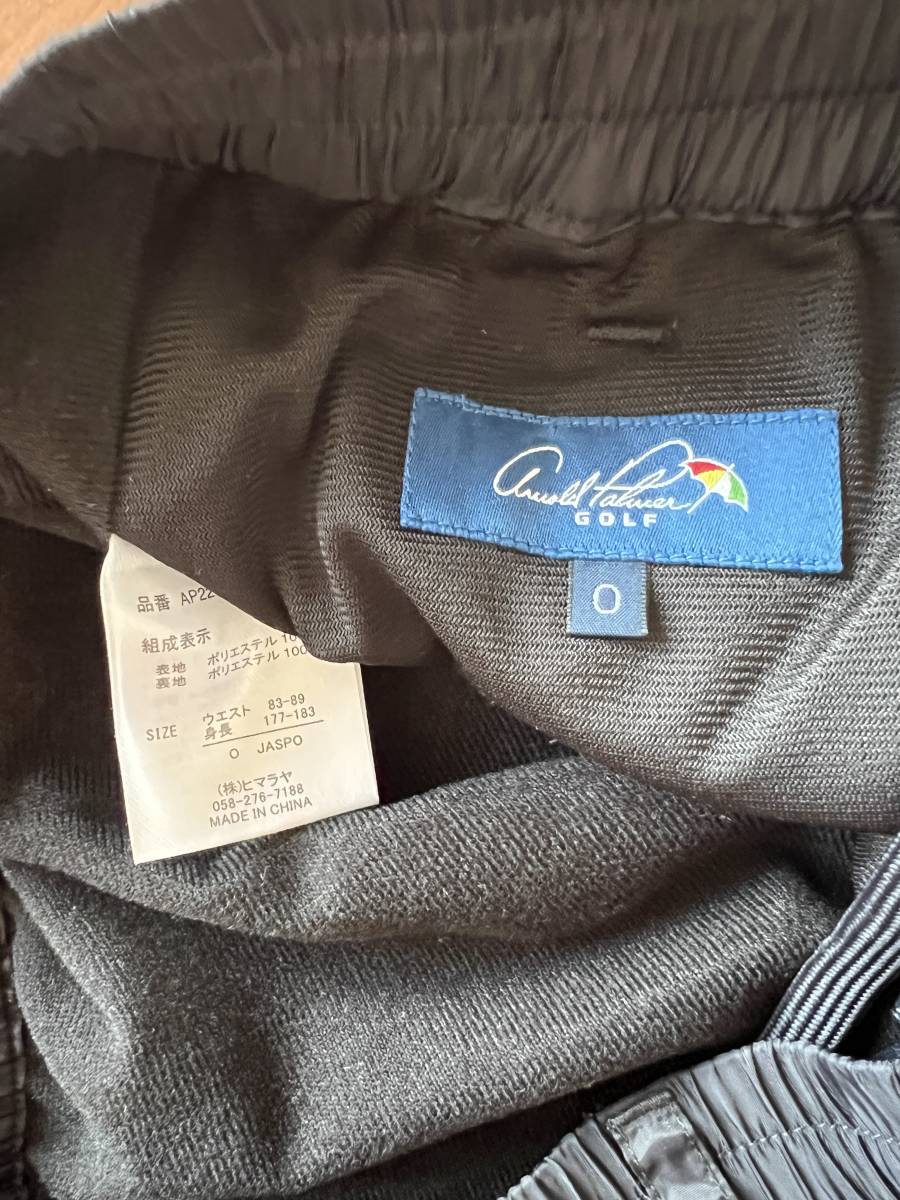 Arnold Palmer
GOLF
O
品番 AP22
組成表示
表地 ポリエステル 10
裏地 ポリエステル 100
SIZE
ウエスト 83-89
身長 177-183
O JASPO
(株)ヒマラヤ
058-276-7188
MADE IN CHINA